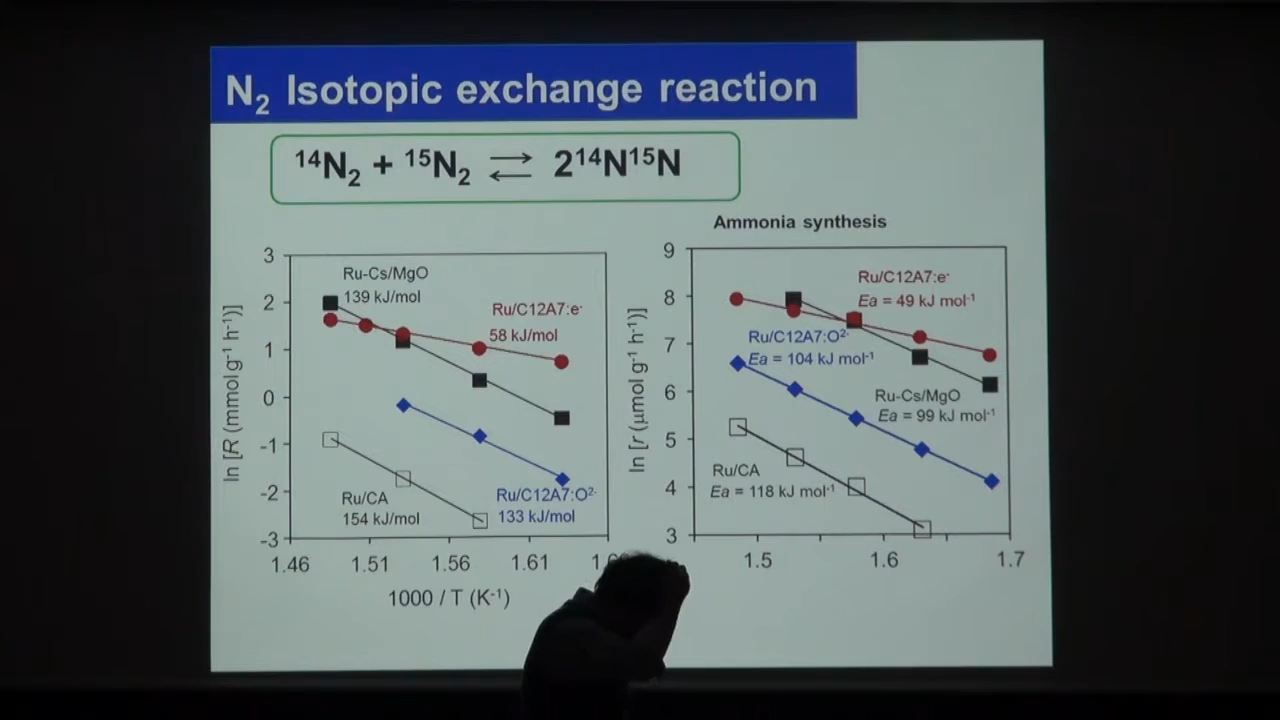 N₂ Isotopic exchange reaction
¹⁴N₂ + ¹⁵N₂ ⇌ 2¹⁴N¹⁵N
3
2
1
0
-1
-2
-3
ln [R (mmol g⁻¹ h⁻¹)]
Ru-Cs/MgO
139 kJ/mol
Ru/C12A7:e⁻
58 kJ/mol
Ru/CA
154 kJ/mol
Ru/C12A7:O²⁻
133 kJ/mol
1.46 1.51 1.56 1.61
1000 / T (K⁻¹)
Ammonia synthesis
9
8
7
6
5
4
3
ln [r (μmol g⁻¹ h⁻¹)]
Ru/C12A7:e⁻
Ea = 49 kJ mol⁻¹
Ru/C12A7:O²⁻
Ea = 104 kJ mol⁻¹
Ru-Cs/MgO
Ea = 99 kJ mol⁻¹
Ru/CA
Ea = 118 kJ mol⁻¹
1.5 1.6 1.7